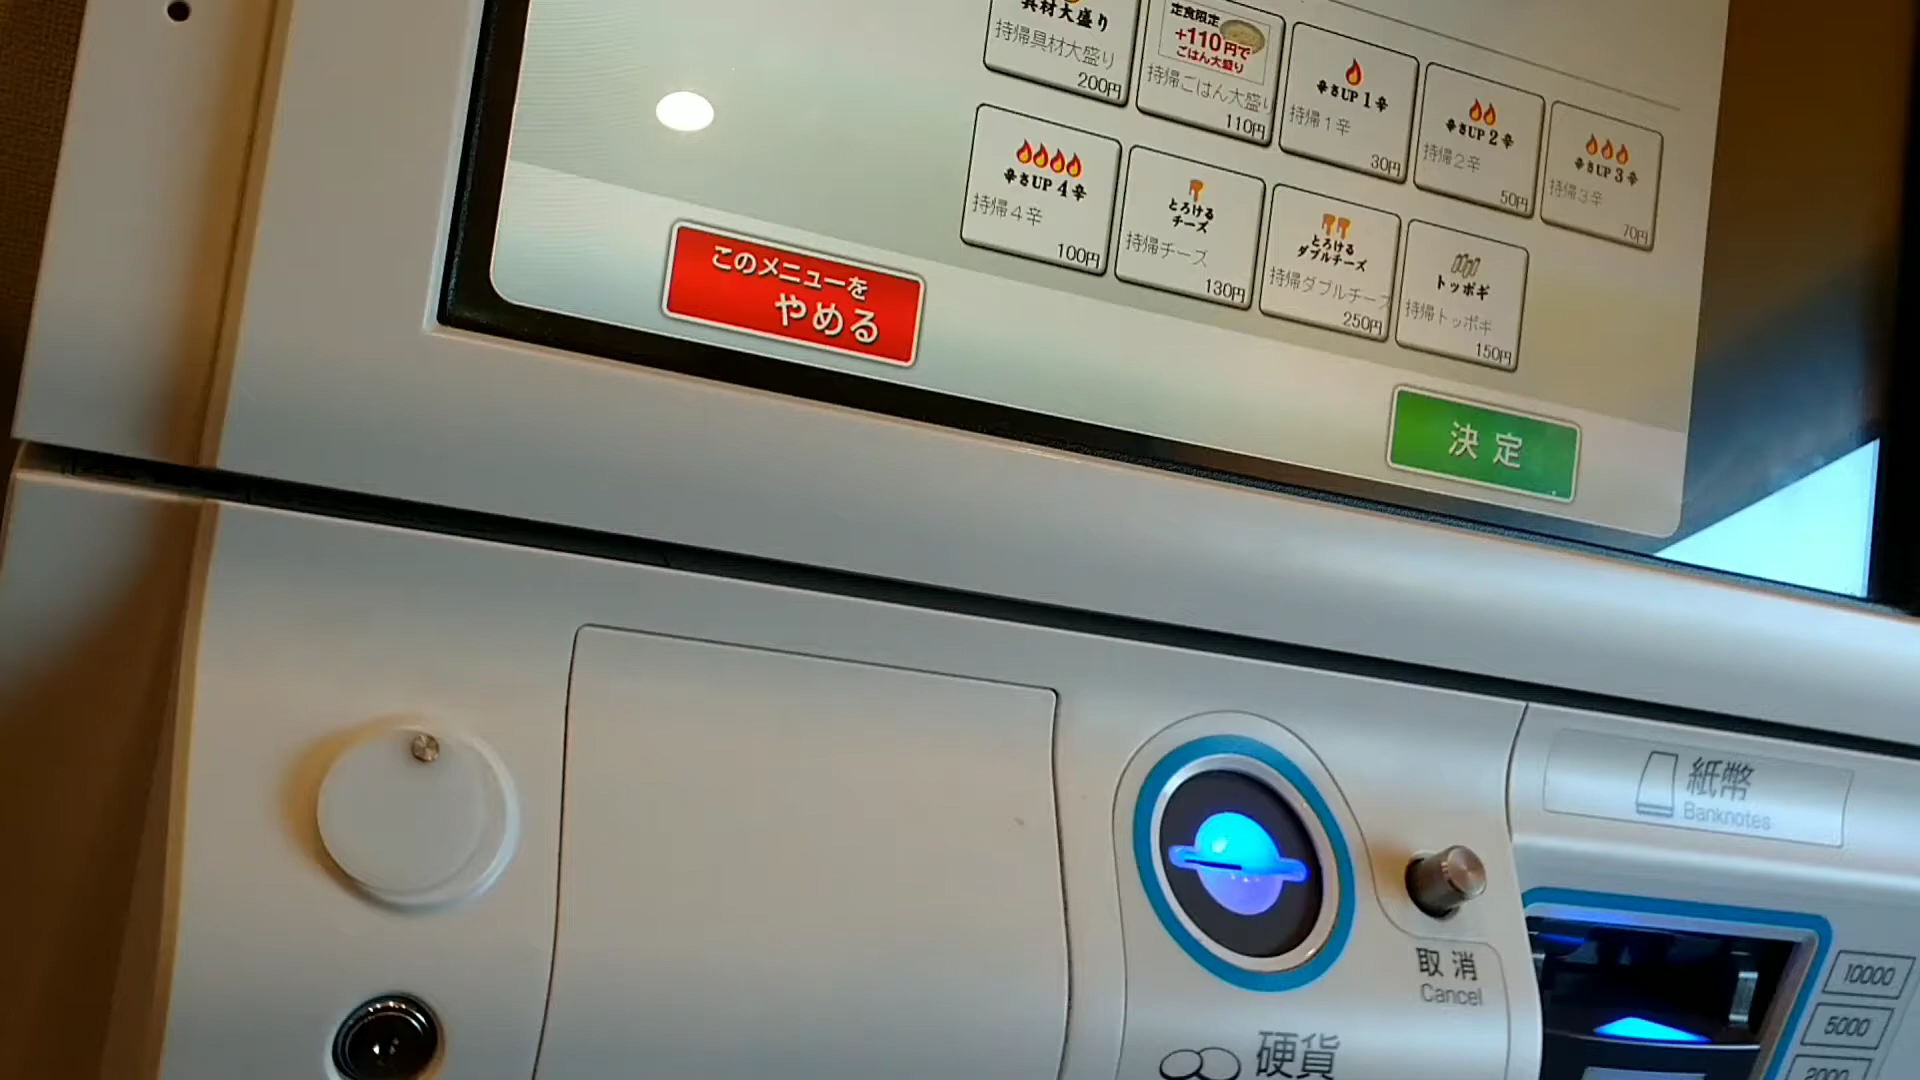 具材大盛り
持帰具材大盛り
200円
定食限定
+110円で
ごはん大盛り
持帰ごはん大盛り
110円
辛さUP 1辛
持帰1辛
30円
辛さUP 2辛
持帰2辛
50円
辛さUP 3辛
持帰3辛
70円
辛さUP 4辛
持帰4辛
100円
とろける
チーズ
持帰チーズ
130円
とろける
ダブルチーズ
持帰ダブルチーズ
250円
トッポギ
持帰トッポギ
150円
このメニューを
やめる
決定
紙幣
Banknotes
取消
Cancel
硬貨
10000
5000
2000